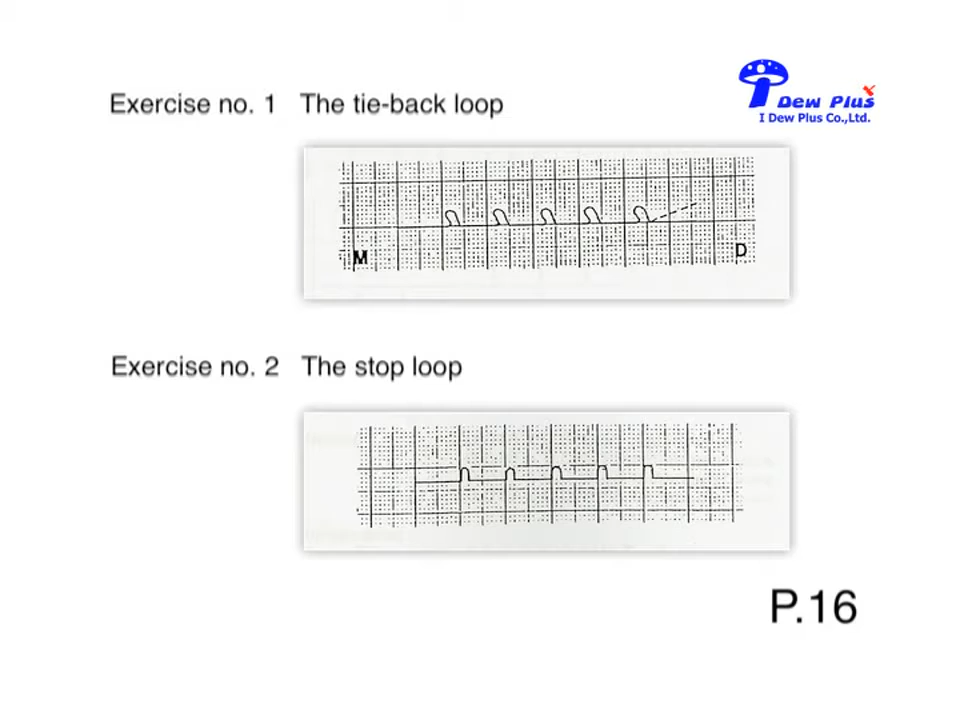 Exercise no. 1 The tie-back loop
I Dew Plus
I Dew Plus Co.,Ltd.
M
D
Exercise no. 2 The stop loop
P.16